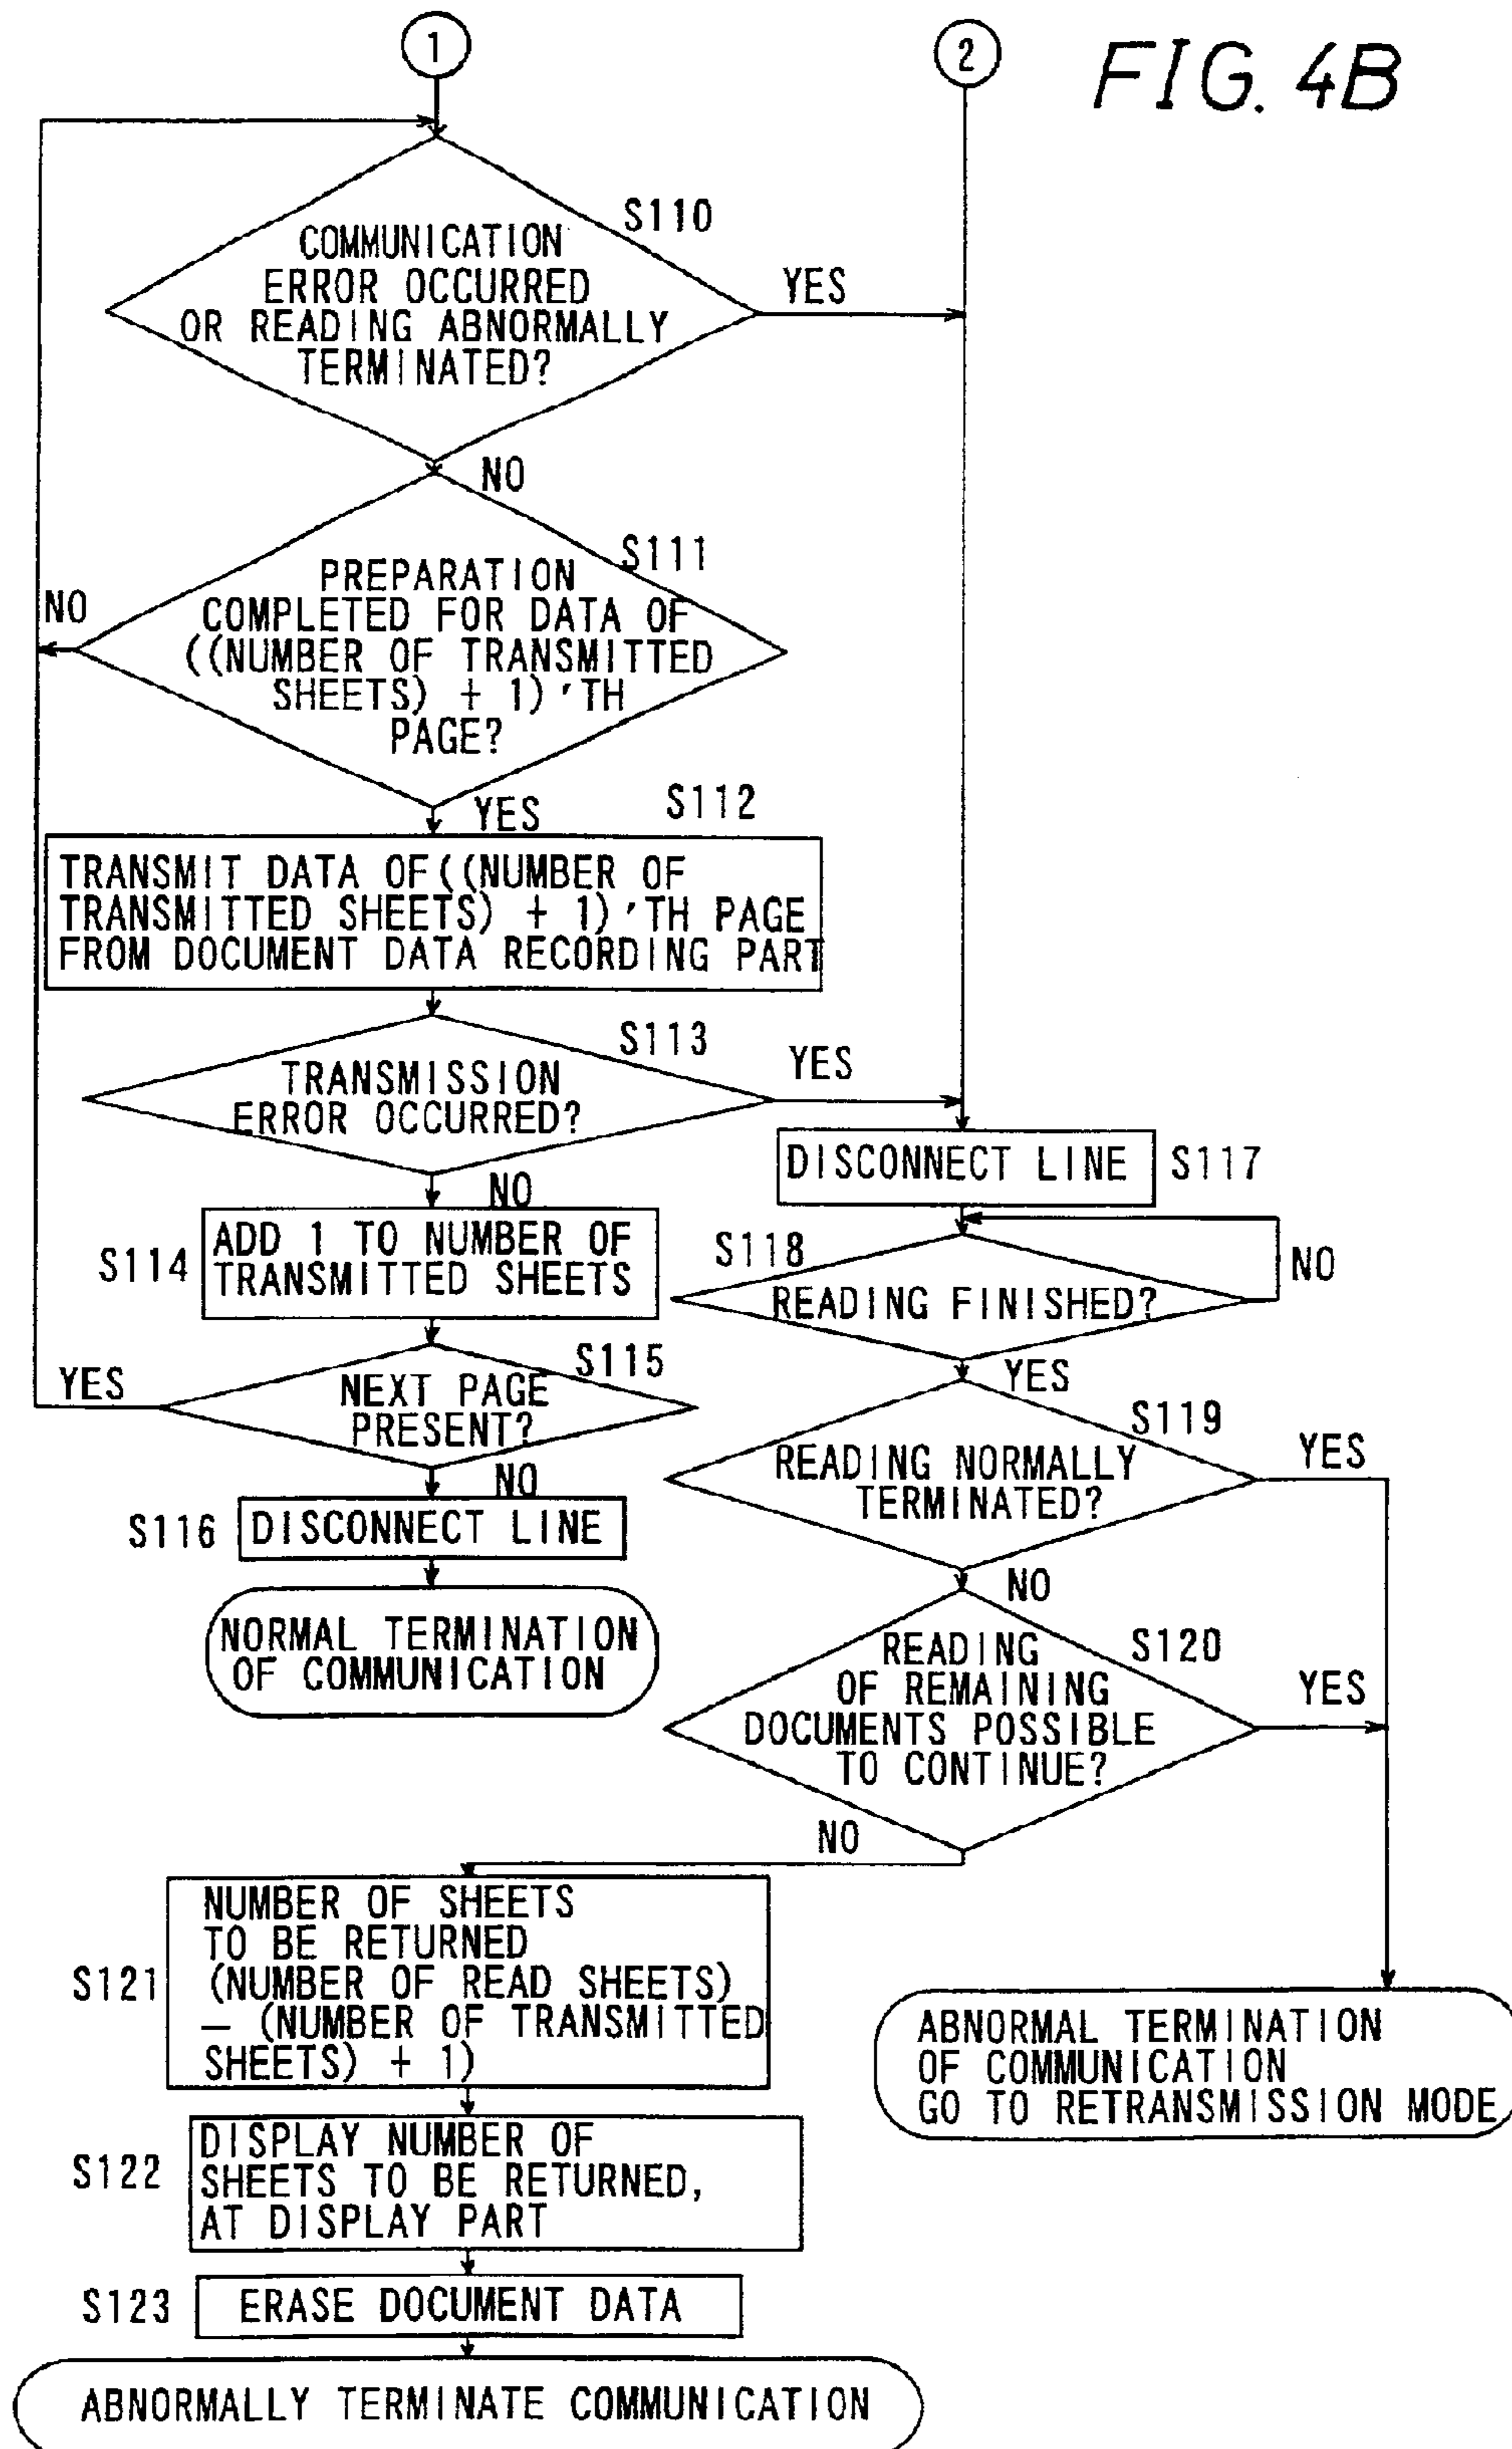 1
2
FIG. 4B
S110
COMMUNICATION
ERROR OCCURRED
OR READING ABNORMALLY
TERMINATED?
YES
NO
S111
PREPARATION
COMPLETED FOR DATA OF
((NUMBER OF TRANSMITTED
SHEETS) + 1)'TH
PAGE?
NO
YES
S112
TRANSMIT DATA OF((NUMBER OF
TRANSMITTED SHEETS) + 1)'TH PAGE
FROM DOCUMENT DATA RECORDING PART
S113
TRANSMISSION
ERROR OCCURRED?
YES
NO
S114
ADD 1 TO NUMBER OF
TRANSMITTED SHEETS
S115
NEXT PAGE
PRESENT?
YES
NO
S116
DISCONNECT LINE
NORMAL TERMINATION
OF COMMUNICATION
DISCONNECT LINE
S117
S118
READING FINISHED?
NO
YES
S119
READING NORMALLY
TERMINATED?
YES
NO
S120
READING
OF REMAINING
DOCUMENTS POSSIBLE
TO CONTINUE?
YES
NO
S121
NUMBER OF SHEETS
TO BE RETURNED
(NUMBER OF READ SHEETS)
− (NUMBER OF TRANSMITTED
SHEETS) + 1)
ABNORMAL TERMINATION
OF COMMUNICATION
GO TO RETRANSMISSION MODE
S122
DISPLAY NUMBER OF
SHEETS TO BE RETURNED,
AT DISPLAY PART
S123
ERASE DOCUMENT DATA
ABNORMALLY TERMINATE COMMUNICATION